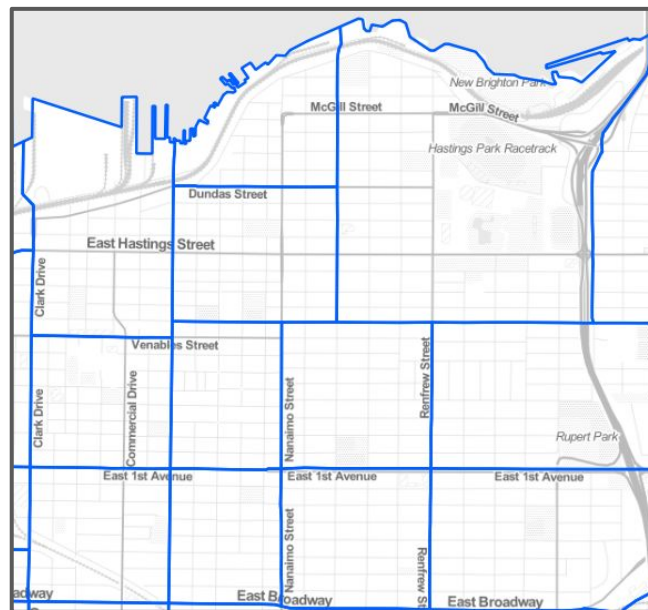 New Brighton Park
McGill Street
McGill Street
Hastings Park Racetrack
Dundas Street
East Hastings Street
Clark Drive
Venables Street
Renfrew Street
Nanaimo Street
Commercial Drive
Clark Drive
Rupert Park
East 1st Avenue
East 1st Avenue
East 1st Avenue
Nanaimo Street
Renfrew St
adway
East Broadway
East Broadway